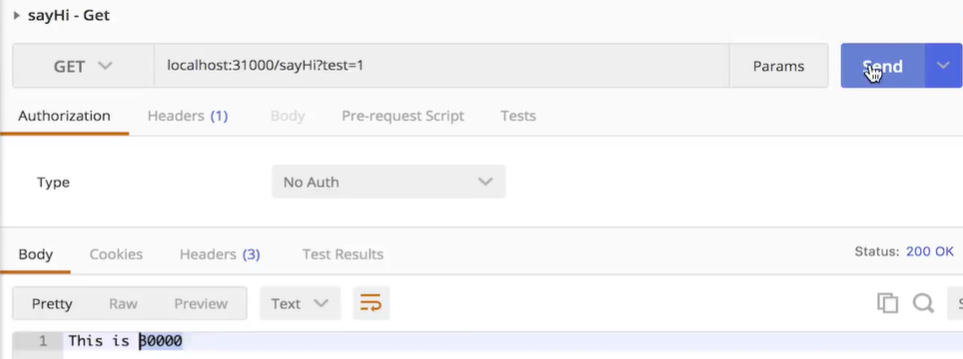 sayHi - Get
GET localhost:31000/sayHi?test=1 Params Send
Authorization Headers (1) Body Pre-request Script Tests
Type No Auth
Body Cookies Headers (3) Test Results Status: 200 OK
Pretty Raw Preview Text
1 This is 30000